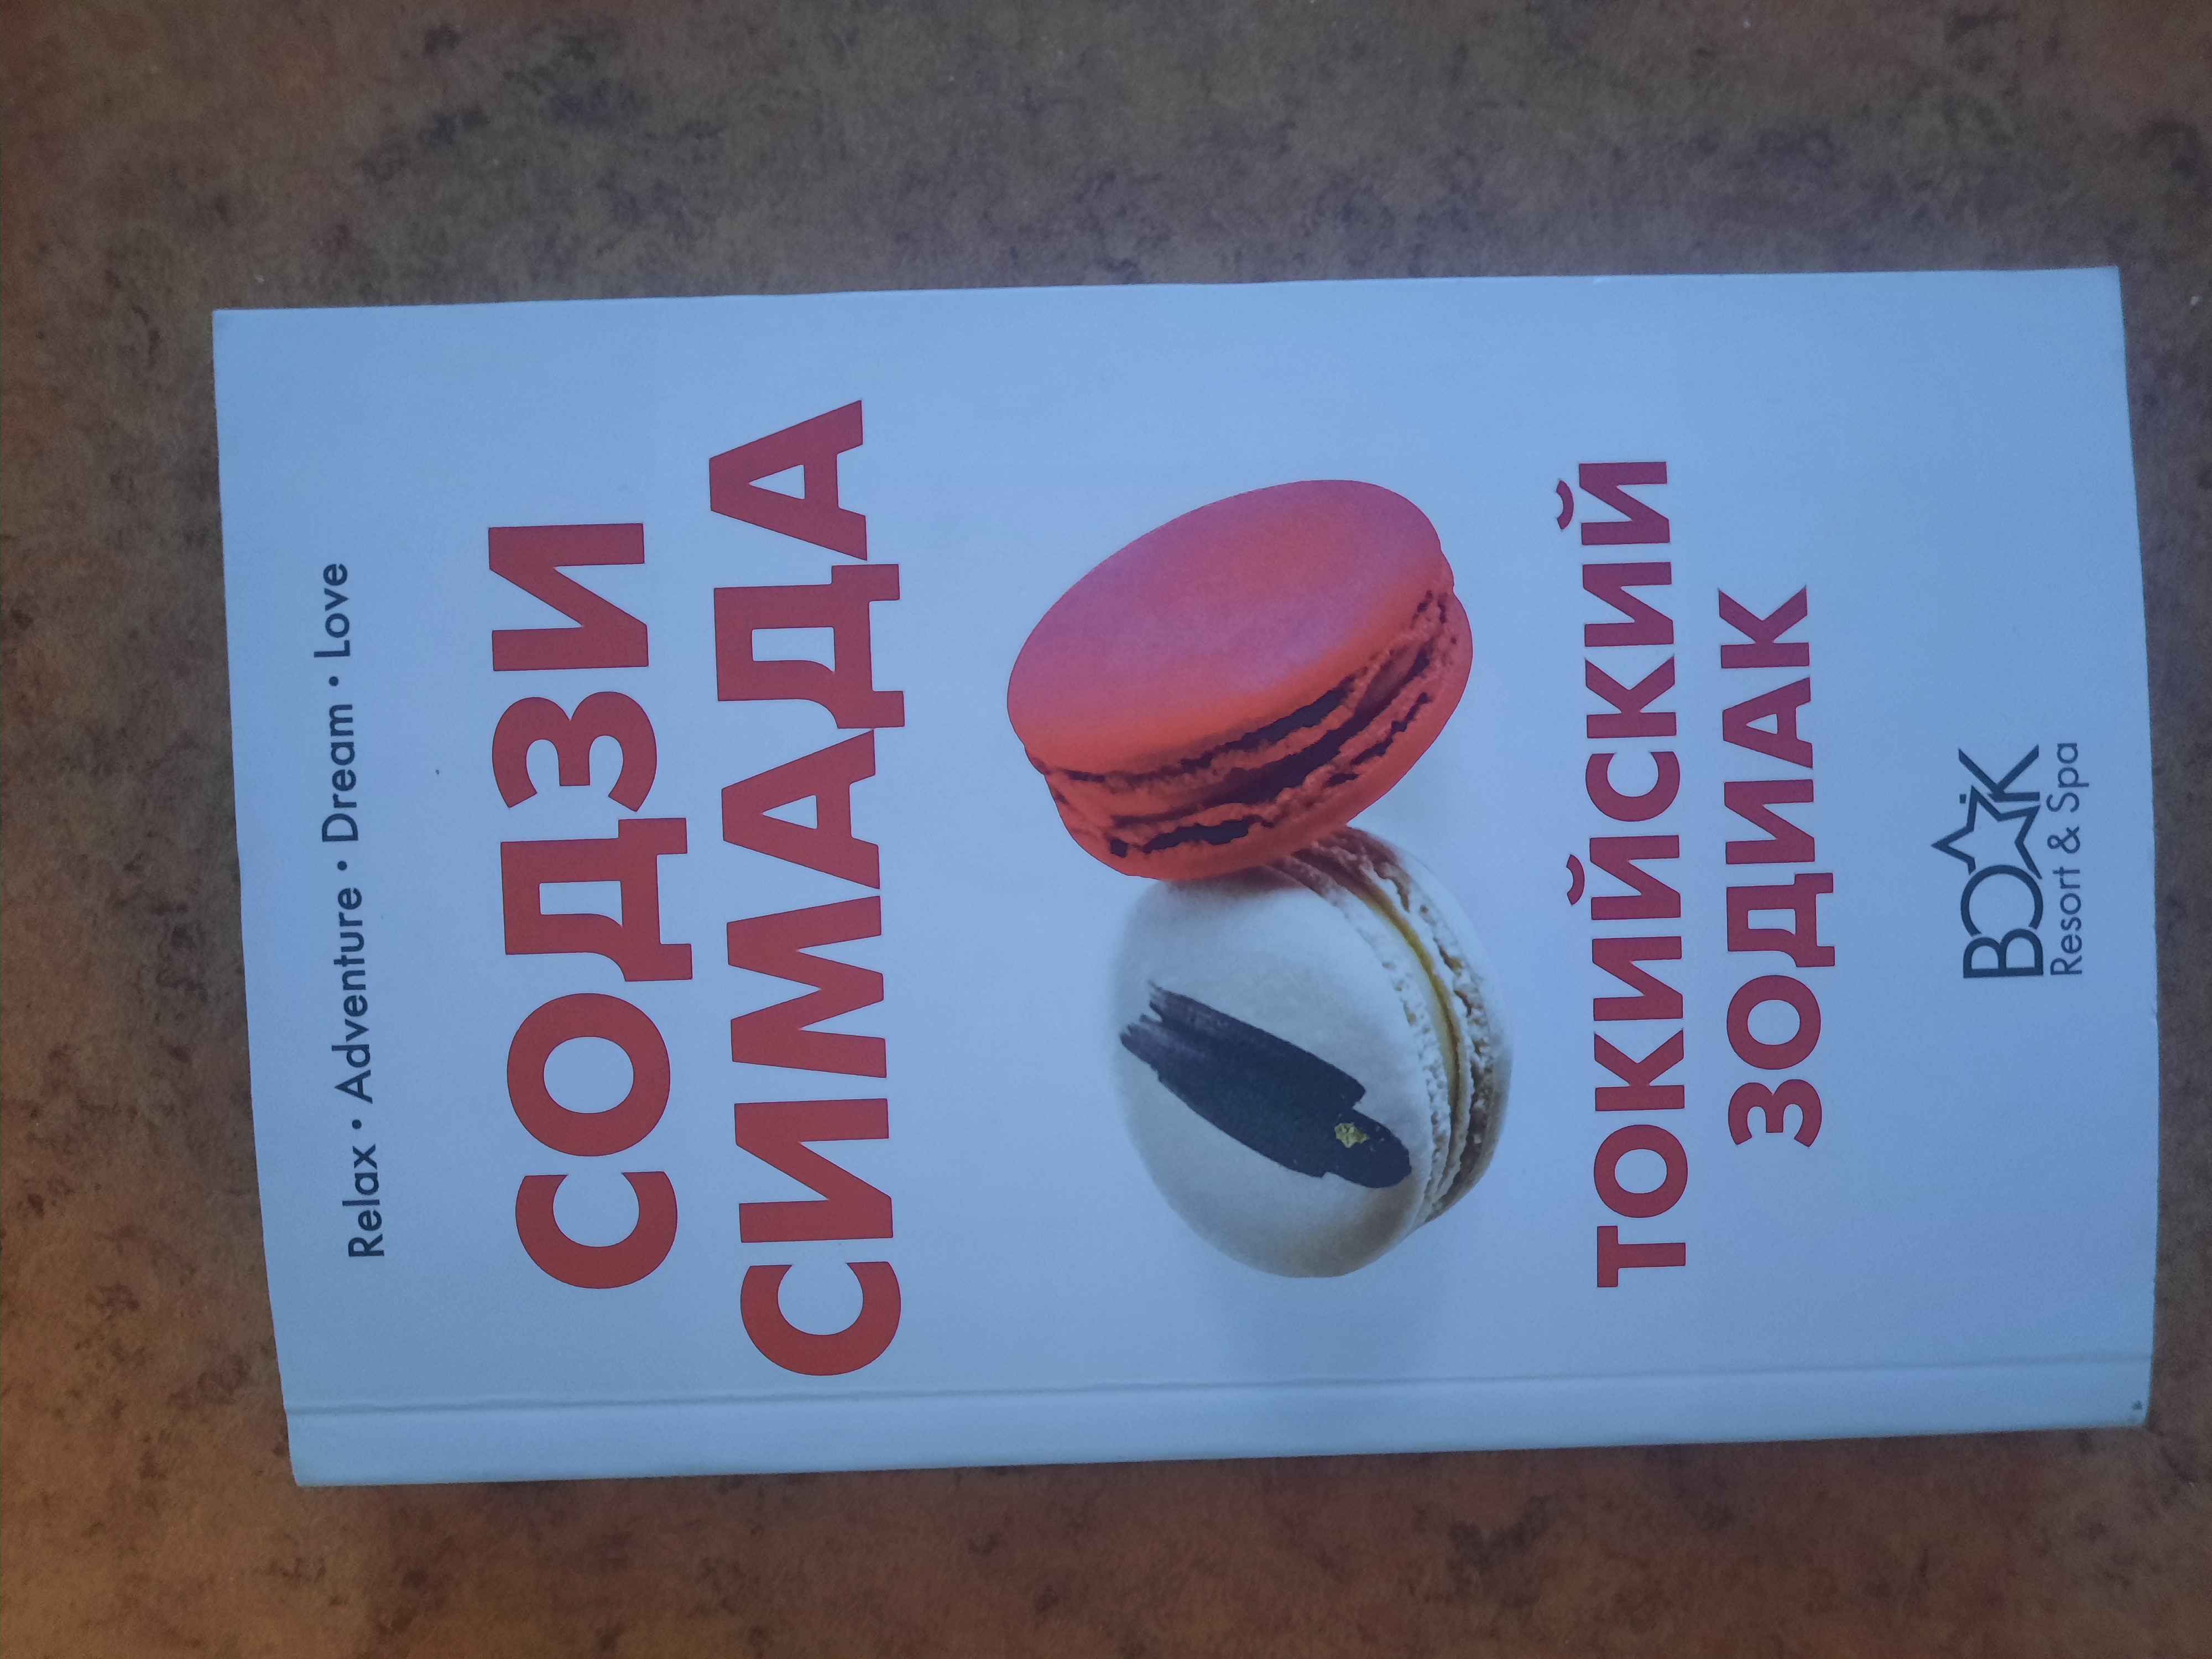 Relax • Adventure • Dream • Love
СОДЗИ
СИМАДА
ТОКИЙСКИЙ
ЗОДИАК
BOOK
Resort & Spa